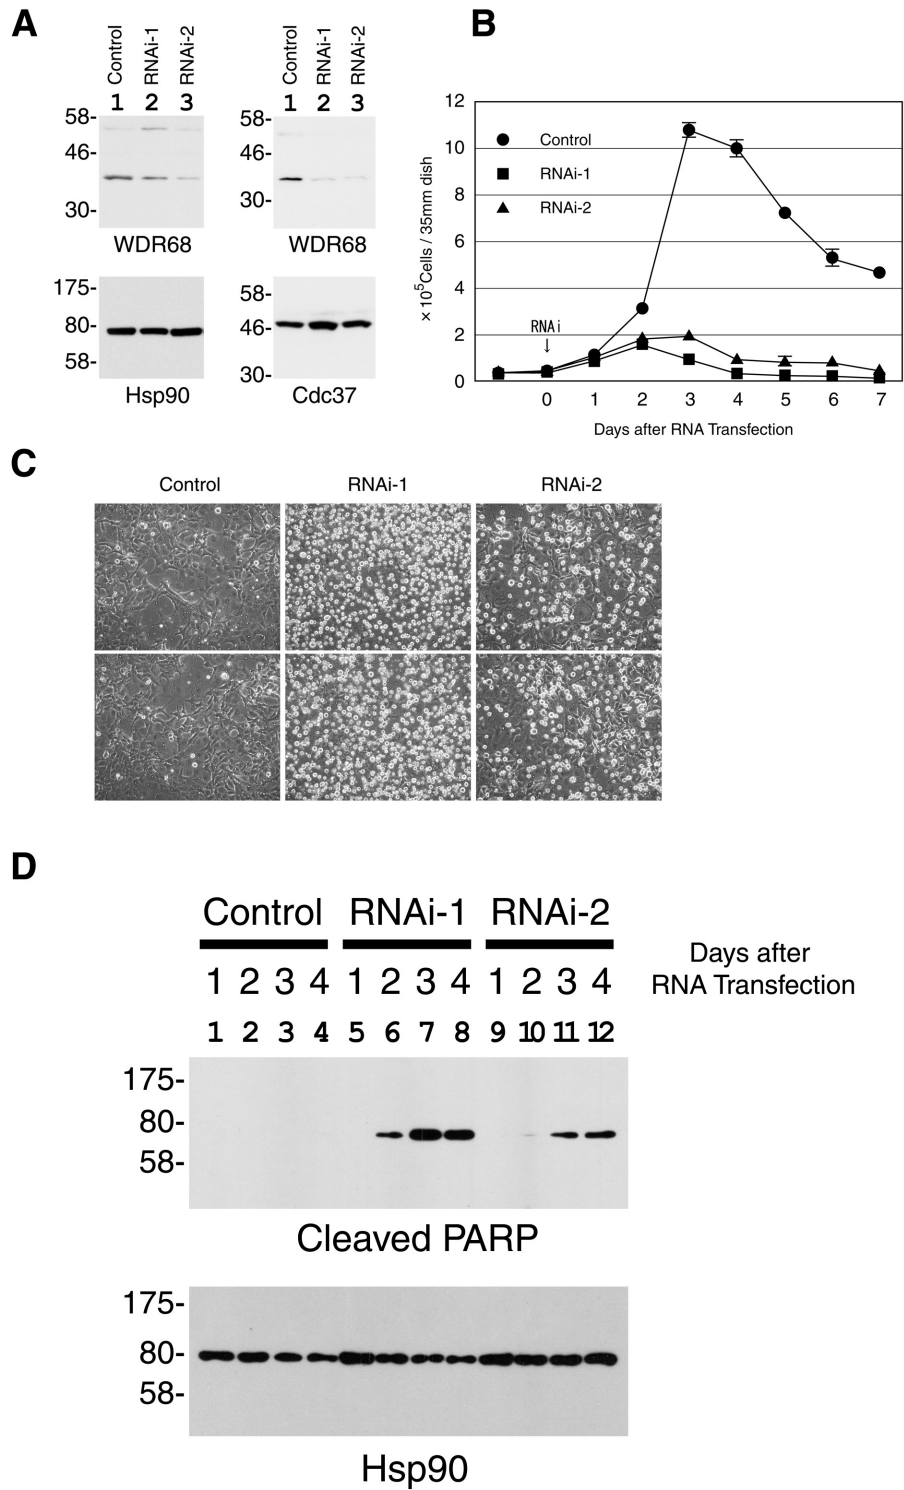 A
Control
RNAi-1
RNAi-2
1 2 3
58-
46-
30-
WDR68
175-
80-
58-
Hsp90
Control
RNAi-1
RNAi-2
1 2 3
58-
46-
30-
WDR68
58-
46-
30-
Cdc37
B
12
10
8
6
4
2
0
×10⁵Cells / 35mm dish
Control
RNAi-1
RNAi-2
RNAi
↓
0 1 2 3 4 5 6 7
Days after RNA Transfection
C
Control RNAi-1 RNAi-2
D
Control RNAi-1 RNAi-2
Days after
RNA Transfection
1 2 3 4 1 2 3 4 1 2 3 4
1 2 3 4 5 6 7 8 9 10 11 12
175-
80-
58-
Cleaved PARP
175-
80-
58-
Hsp90